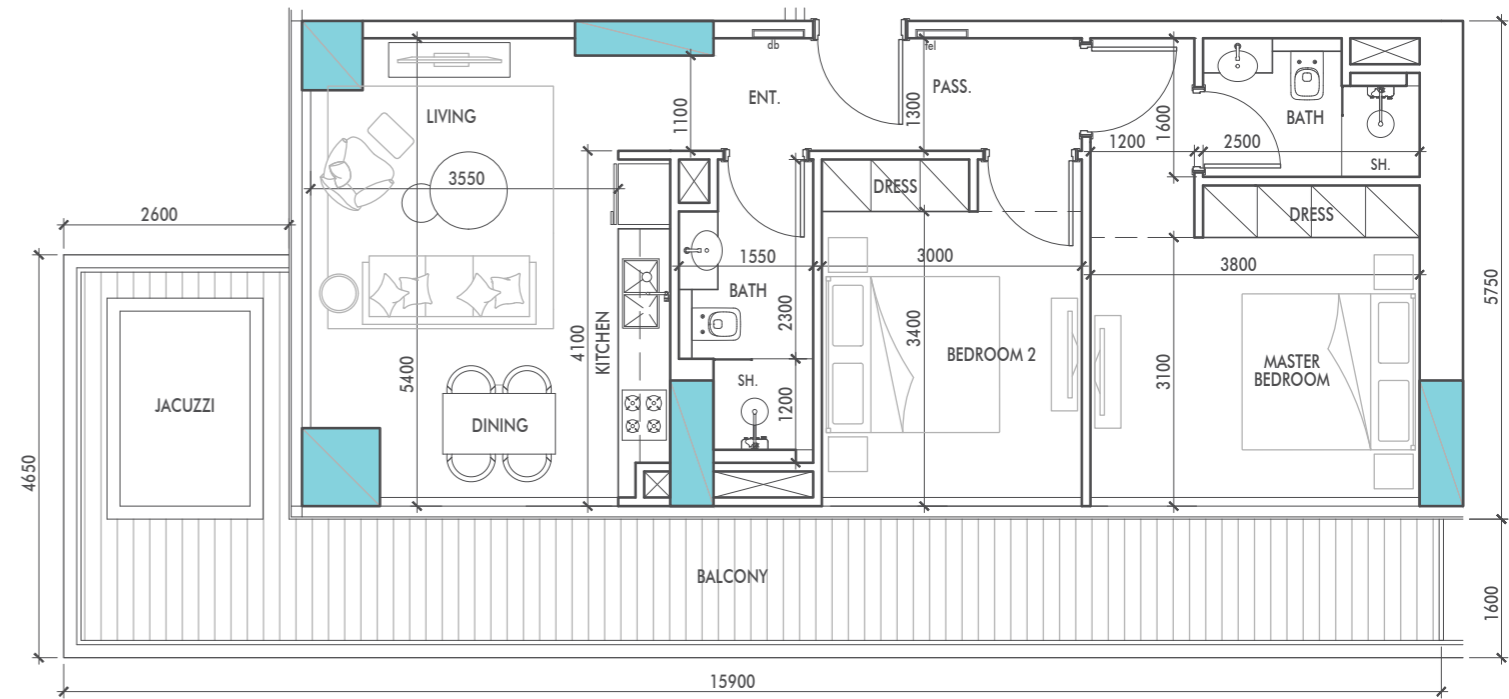 db
fel
LIVING
ENT.
PASS.
1100
1300
1600
BATH
1200
2500
SH.
3550
DRESS
DRESS
2600
1550
3000
3800
5750
BATH
2300
KITCHEN
4100
5400
3400
3100
BEDROOM 2
MASTER
BEDROOM
SH.
1200
JACUZZI
DINING
4650
BALCONY
1600
15900